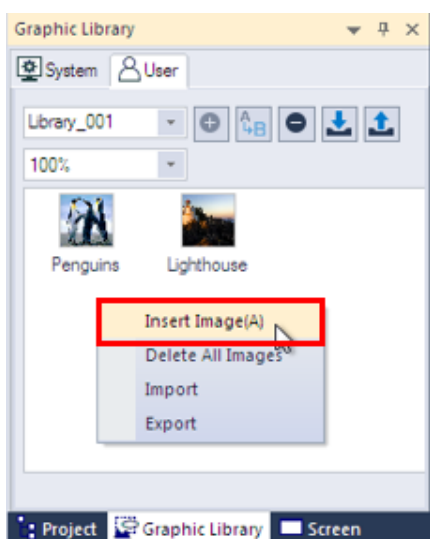 Graphic Library
System User
Library_001
A B
100%
Penguins Lighthouse
Insert Image(A)
Delete All Images
Import
Export
Project Graphic Library Screen